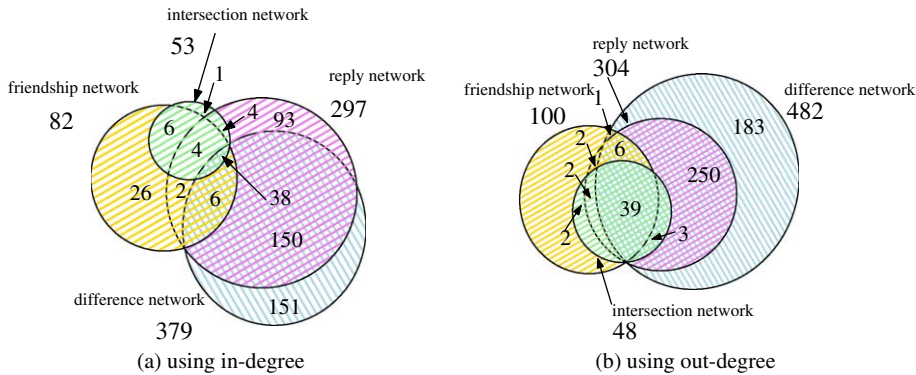 intersection network
53
1
friendship network
82
reply network
297
6
4
93
4
26
2
6
38
150
difference network
379
151
(a) using in-degree
reply network
304
friendship network
100
1
difference network
482
183
2
6
2
250
39
2
3
intersection network
48
(b) using out-degree